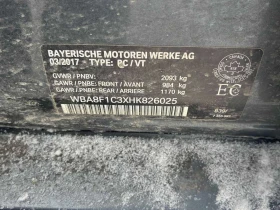 BAYERISCHE MOTOREN WERKE AG
03/2017 - TYPE: PC / VT
GVWR / PNBV: 2093 kg
GAWR / PNBE: FRONT / AVANT 984 kg
GAWR / PNBE: REAR / ARRIERE 1170 kg
WBA8F1C3XHK826025
EC